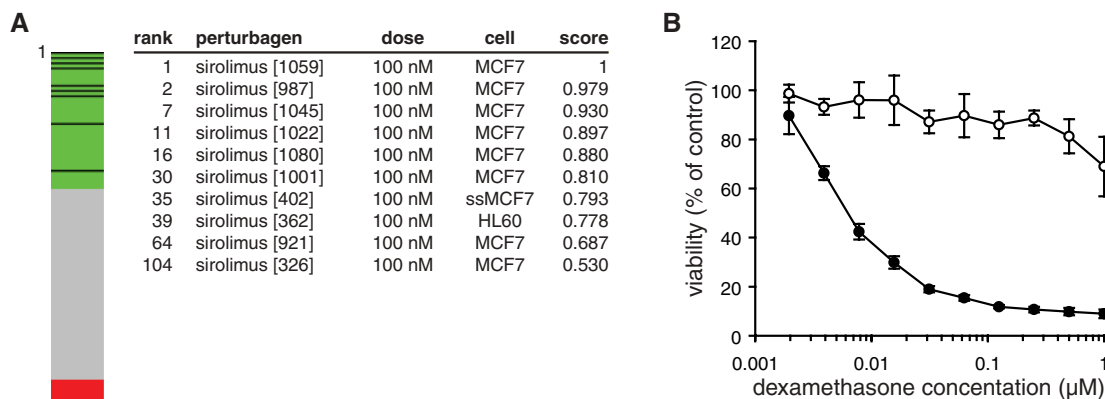 A
1
rank perturbagen dose cell score
1 sirolimus [1059] 100 nM MCF7 1
2 sirolimus [987] 100 nM MCF7 0.979
7 sirolimus [1045] 100 nM MCF7 0.930
11 sirolimus [1022] 100 nM MCF7 0.897
16 sirolimus [1080] 100 nM MCF7 0.880
30 sirolimus [1001] 100 nM MCF7 0.810
35 sirolimus [402] 100 nM ssMCF7 0.793
39 sirolimus [362] 100 nM HL60 0.778
64 sirolimus [921] 100 nM MCF7 0.687
104 sirolimus [326] 100 nM MCF7 0.530
B
viability (% of control)
120
100
80
60
40
20
0
0.001 0.01 0.1 1
dexamethasone concentration (µM)